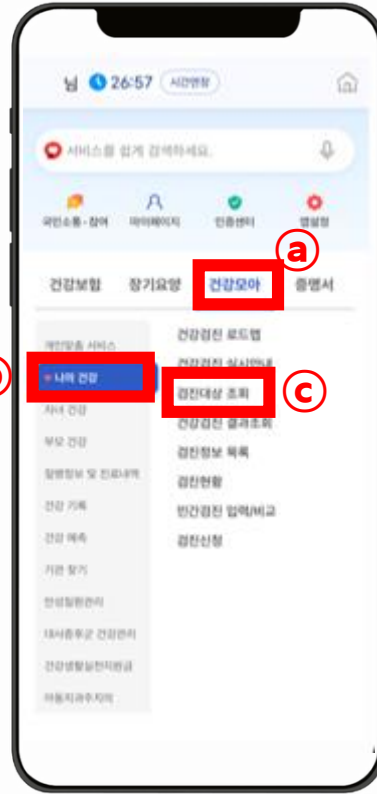 님 26:57 시간연장
서비스를 쉽게 검색하세요.
국민소통·참여 마이페이지 인증센터 앱설정
ⓐ
건강보험 장기요양 건강모아 증명서
개인맞춤 서비스
나의 건강
자녀 건강
부모 건강
질병정보 및 진료내역
건강 기록
건강 예측
기관 찾기
만성질환관리
대사증후군 건강관리
건강생활실천지원금
아동치과주치의
건강검진 로드맵
건강검진 실시안내
검진대상 조회
ⓒ
건강검진 결과조회
검진정보 목록
검진현황
민간검진 입력/비교
검진신청